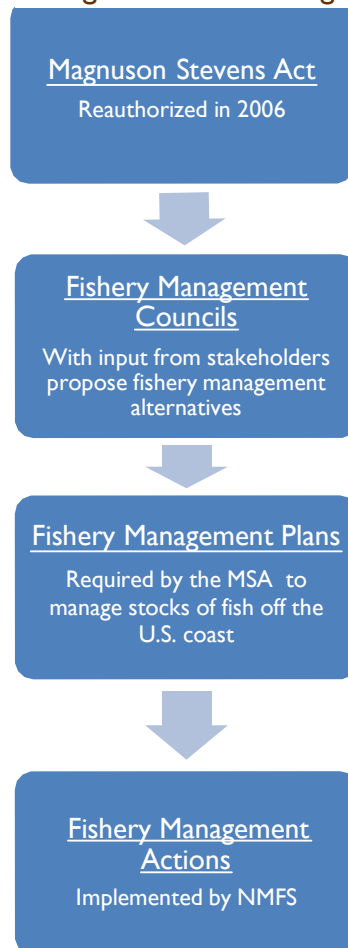 Magnuson Stevens Act
Reauthorized in 2006
Fishery Management
Councils
With input from stakeholders
propose fishery management
alternatives
Fishery Management Plans
Required by the MSA to
manage stocks of fish off the
U.S. coast
Fishery Management
Actions
Implemented by NMFS